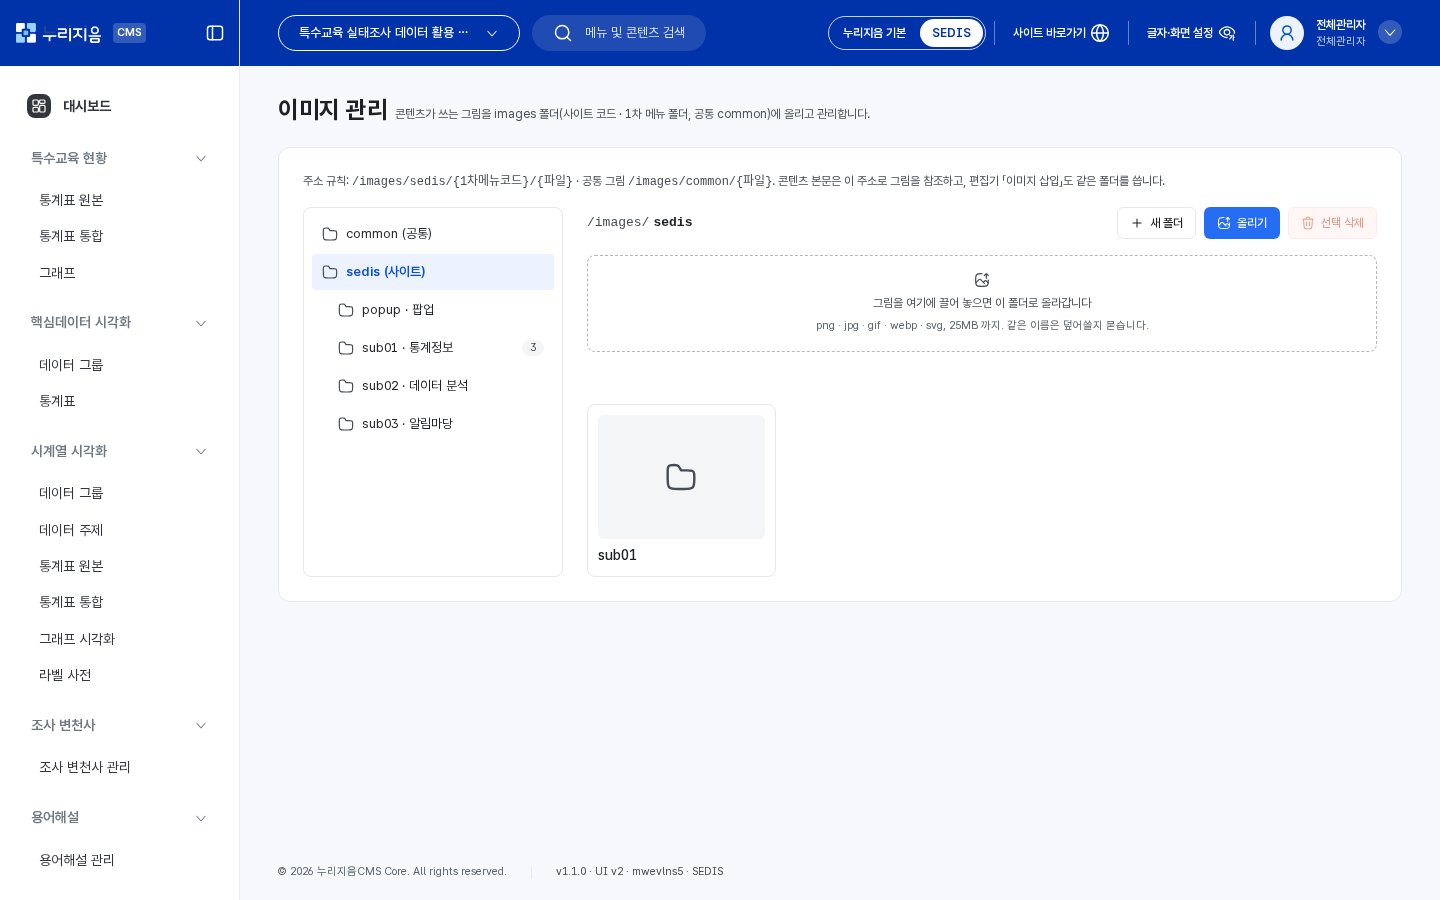 누리지음 CMS
특수교육 실태조사 데이터 활용 ···
메뉴 및 콘텐츠 검색
누리지음 기본
SEDIS
사이트 바로가기
글자·화면 설정
전체관리자
전체관리자
대시보드
특수교육 현황
통계표 원본
통계표 통합
그래프
핵심데이터 시각화
데이터 그룹
통계표
시계열 시각화
데이터 그룹
데이터 주제
통계표 원본
통계표 통합
그래프 시각화
라벨 사전
조사 변천사
조사 변천사 관리
용어해설
용어해설 관리
이미지 관리 콘텐츠가 쓰는 그림을 images 폴더(사이트 코드 · 1차 메뉴 폴더, 공통 common)에 올리고 관리합니다.
주소 규칙: /images/sedis/{1차메뉴코드}/{파일} · 공통 그림 /images/common/{파일}. 콘텐츠 본문은 이 주소로 그림을 참조하고, 편집기 「이미지 삽입」도 같은 폴더를 씁니다.
common (공통)
sedis (사이트)
popup · 팝업
sub01 · 통계정보 3
sub02 · 데이터 분석
sub03 · 알림마당
/images/ sedis
새 폴더
올리기
선택 삭제
그림을 여기에 끌어 놓으면 이 폴더로 올라갑니다
png · jpg · gif · webp · svg, 25MB 까지. 같은 이름은 덮어쓸지 묻습니다.
sub01
© 2026 누리지음CMS Core. All rights reserved.
v1.1.0 · UI v2 · mwevlns5 · SEDIS